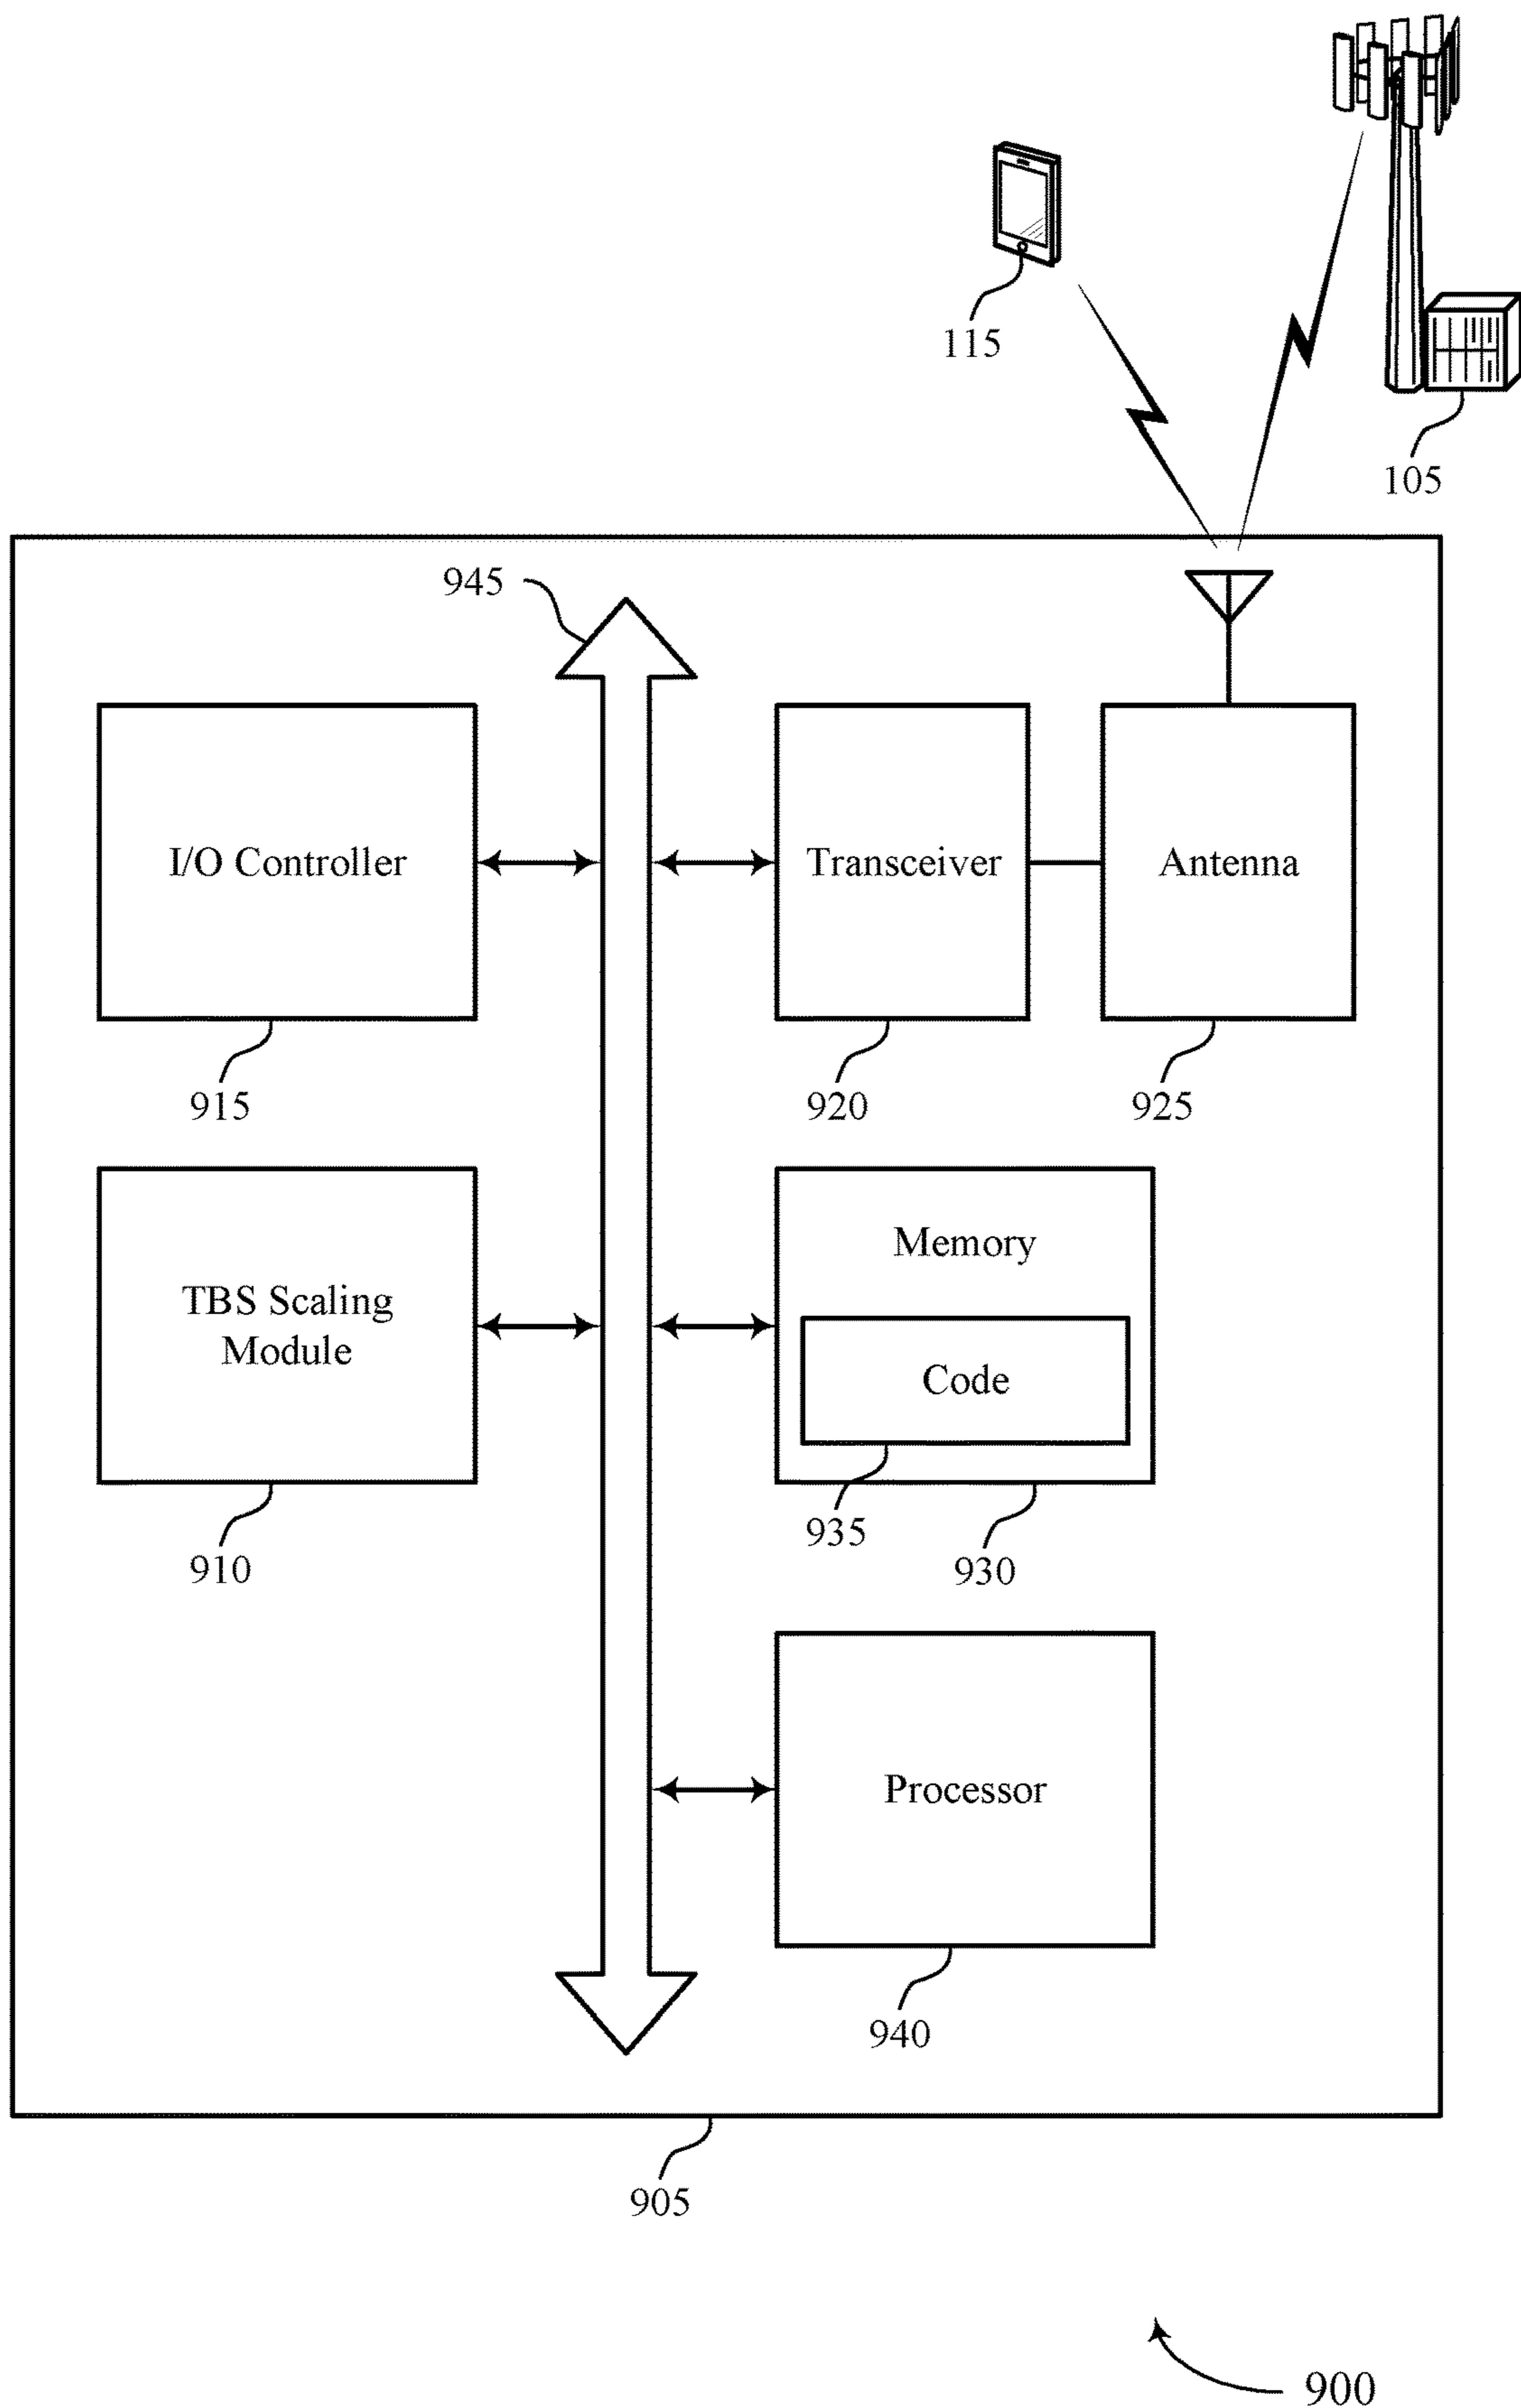 115
105
945
I/O Controller
Transceiver
Antenna
915
920
925
TBS Scaling
Module
Memory
Code
935
910
930
Processor
940
905
900